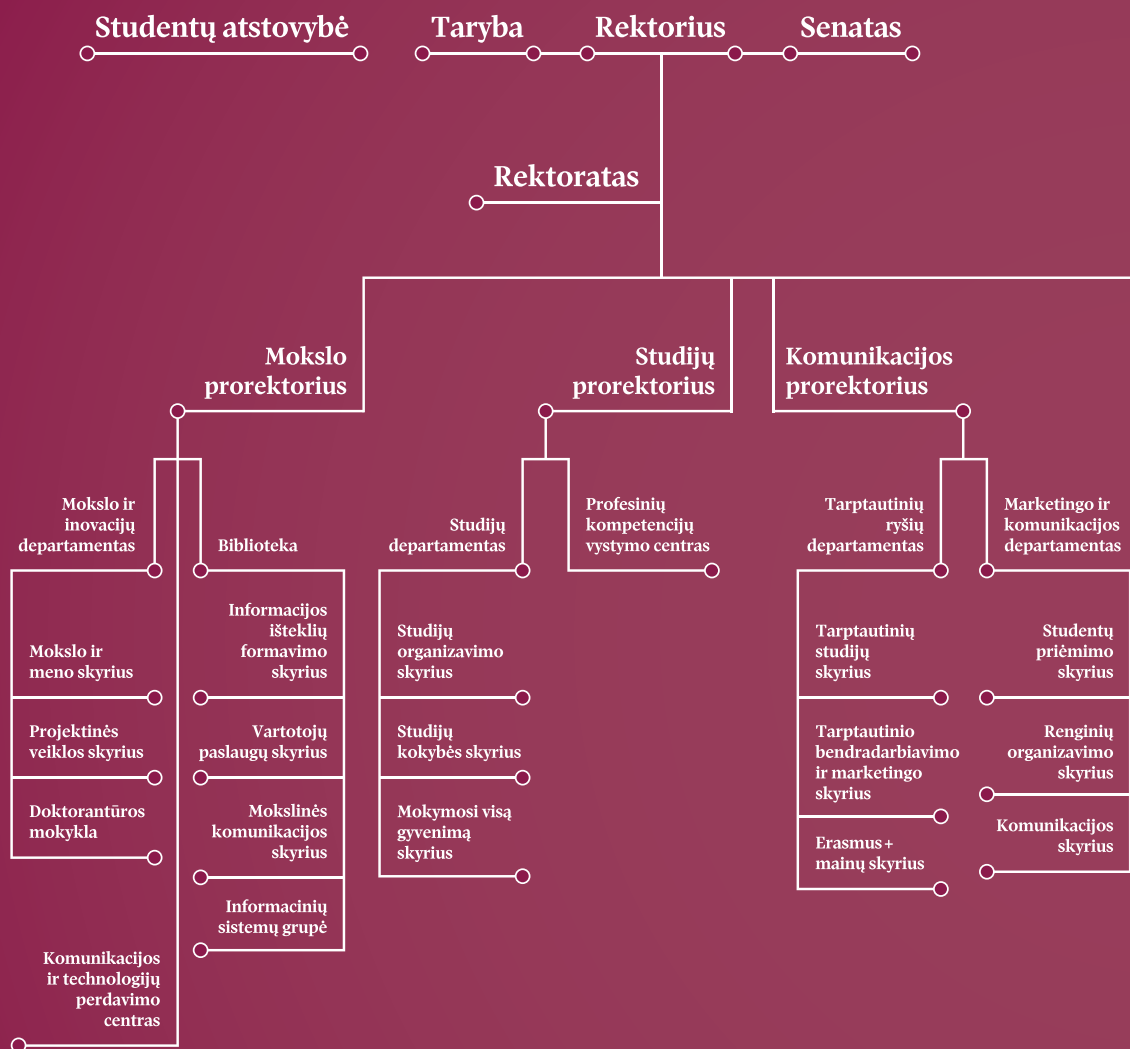 Studentų atstovybė
Taryba
Rektorius
Senatas
Rektoratas
Mokslo
prorektorius
Studijų
prorektorius
Komunikacijos
prorektorius
Mokslo ir
inovacijų
departamentas
Biblioteka
Studijų
departamentas
Profesinių
kompetencijų
vystymo centras
Tarptautinių
ryšių
departamentas
Marketingo ir
komunikacijos
departamentas
Mokslo ir
meno skyrius
Projektinės
veiklos skyrius
Doktorantūros
mokykla
Informacijos
išteklių
formavimo
skyrius
Vartotojų
paslaugų skyrius
Mokslinės
komunikacijos
skyrius
Informacinių
sistemų grupė
Komunikacijos
ir technologijų
perdavimo
centras
Studijų
organizavimo
skyrius
Studijų
kokybės skyrius
Mokymosi visą
gyvenimą
skyrius
Tarptautinių
studijų
skyrius
Tarptautinio
bendradarbiavimo
ir marketingo
skyrius
Erasmus+
mainų skyrius
Studentų
priėmimo
skyrius
Renginių
organizavimo
skyrius
Komunikacijos
skyrius